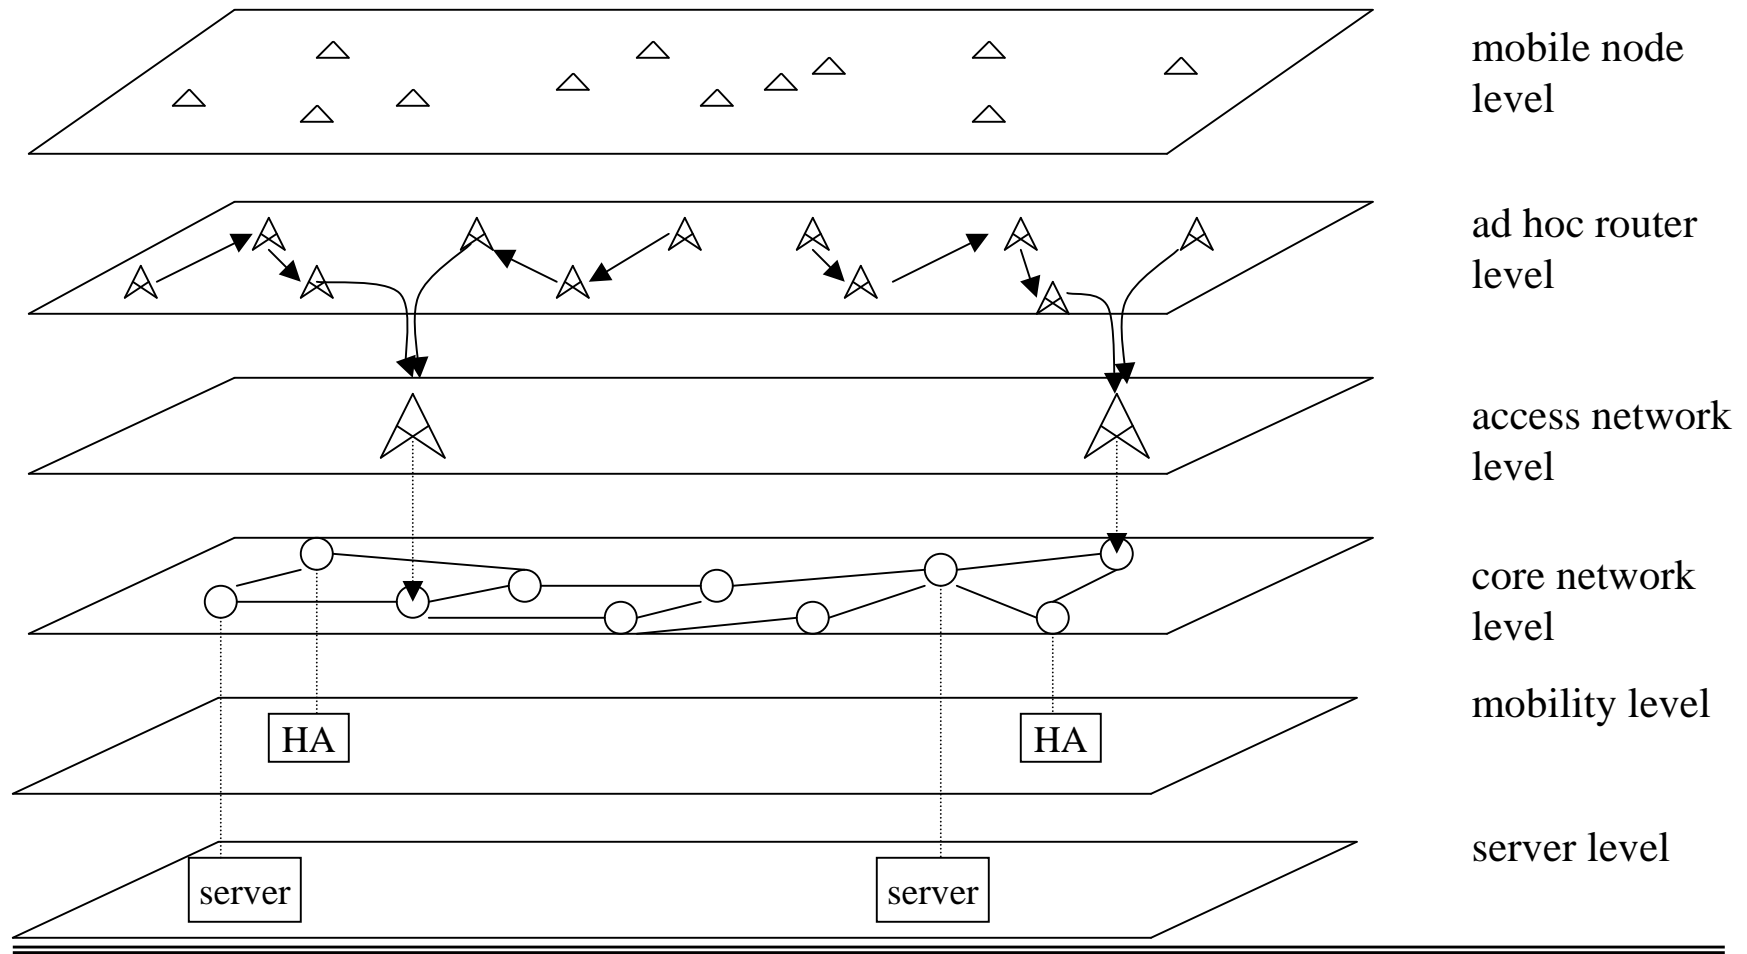 mobile node
level
ad hoc router
level
access network
level
core network
level
mobility level
HA
HA
server level
server
server